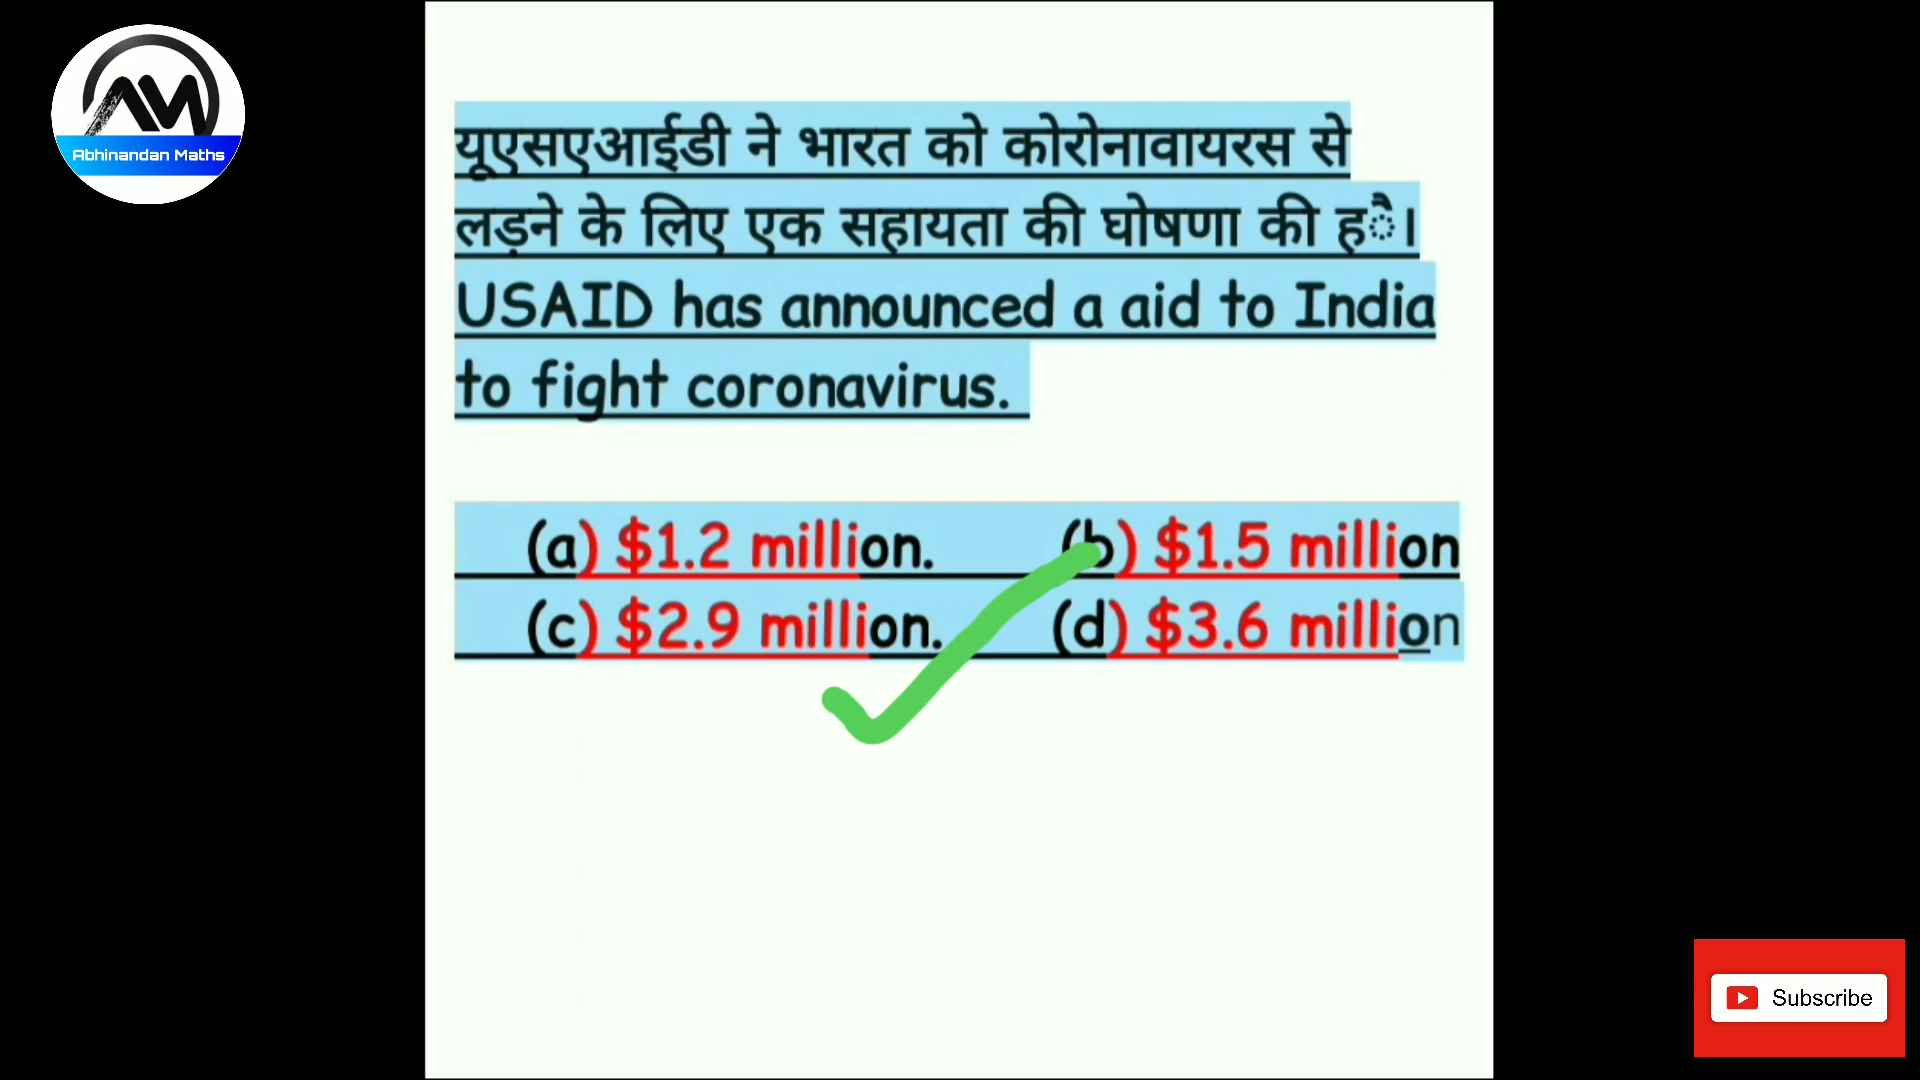 Abhinandan Maths
यूएसएआईडी ने भारत को कोरोनावायरस से
लड़ने के लिए एक सहायता की घोषणा की है।
USAID has announced a aid to India
to fight coronavirus.
(a) $1.2 million. (b) $1.5 million
(c) $2.9 million. (d) $3.6 million
Subscribe